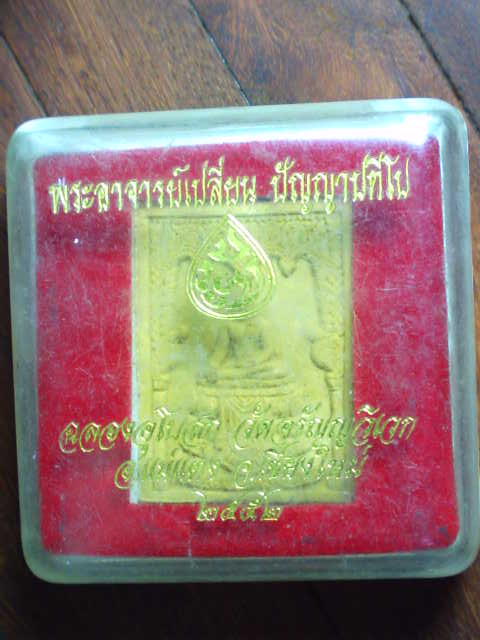 พระอาจารย์เปลี่ยน ปัญญาปทีโป
ฉลองอุโบสถ วัดอรัญญวิเวก
อ.แม่แตง จ.เชียงใหม่
๒๕๕๒